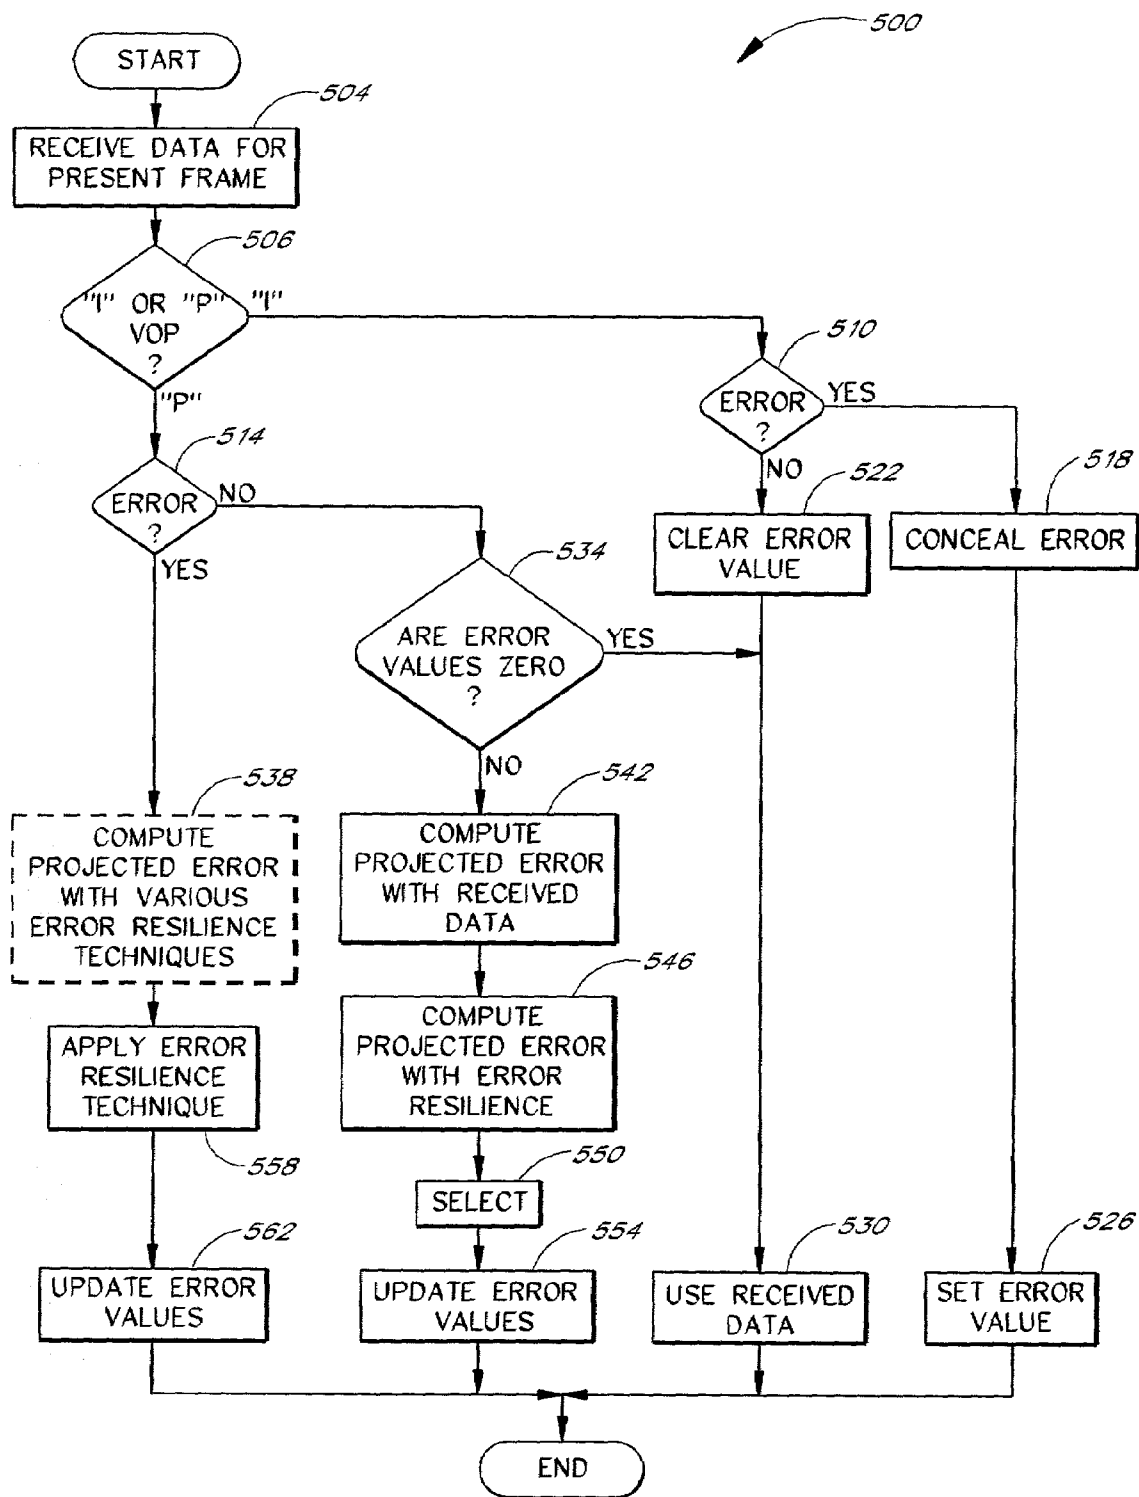 500
START
504
RECEIVE DATA FOR
PRESENT FRAME
506
"I" OR "P"
VOP
?
"I"
"P"
510
ERROR
?
YES
NO
514
ERROR
?
NO
YES
518
CONCEAL ERROR
522
CLEAR ERROR
VALUE
534
ARE ERROR
VALUES ZERO
?
YES
NO
538
COMPUTE
PROJECTED ERROR
WITH VARIOUS
ERROR RESILIENCE
TECHNIQUES
542
COMPUTE
PROJECTED ERROR
WITH RECEIVED
DATA
546
COMPUTE
PROJECTED ERROR
WITH ERROR
RESILIENCE
APPLY ERROR
RESILIENCE
TECHNIQUE
558
550
SELECT
562
UPDATE ERROR
VALUES
554
UPDATE ERROR
VALUES
530
USE RECEIVED
DATA
526
SET ERROR
VALUE
END